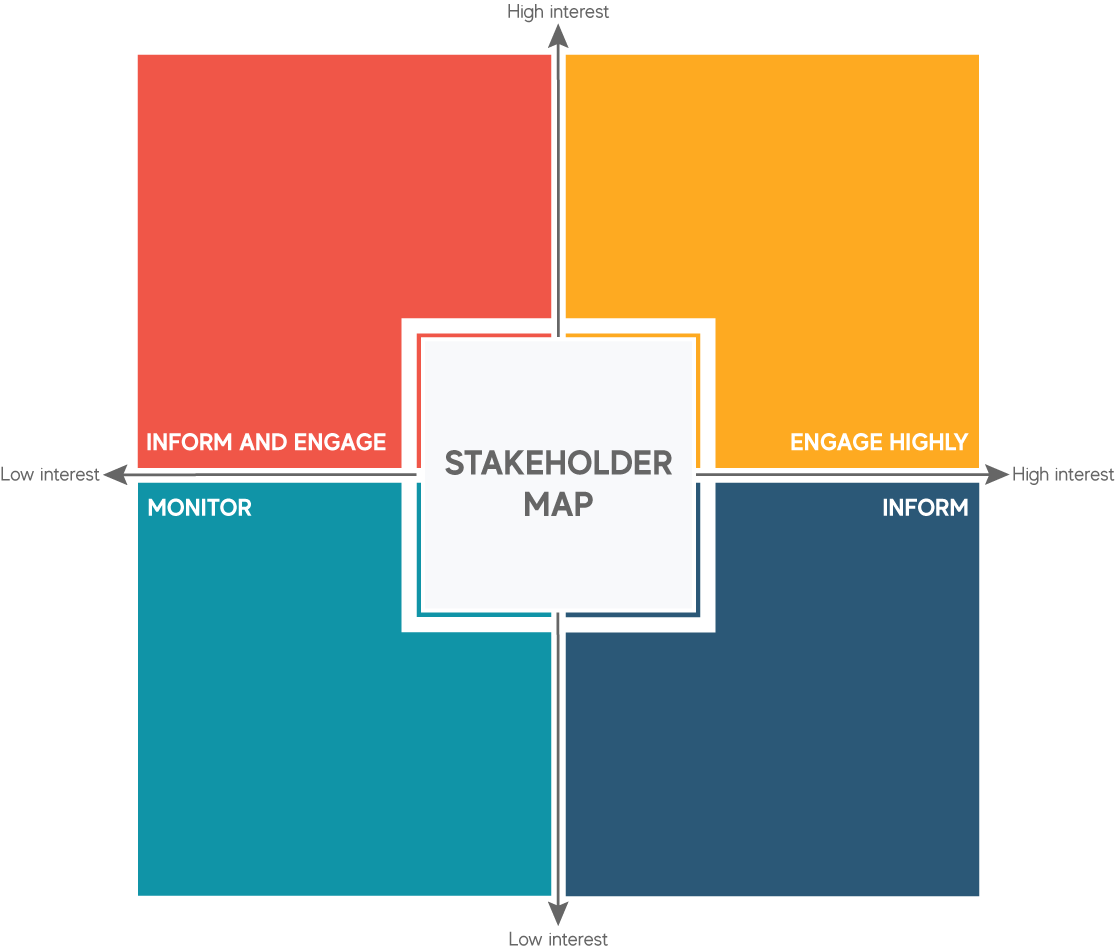 High interest
INFORM AND ENGAGE
ENGAGE HIGHLY
Low interest
STAKEHOLDER
MAP
High interest
MONITOR
INFORM
Low interest